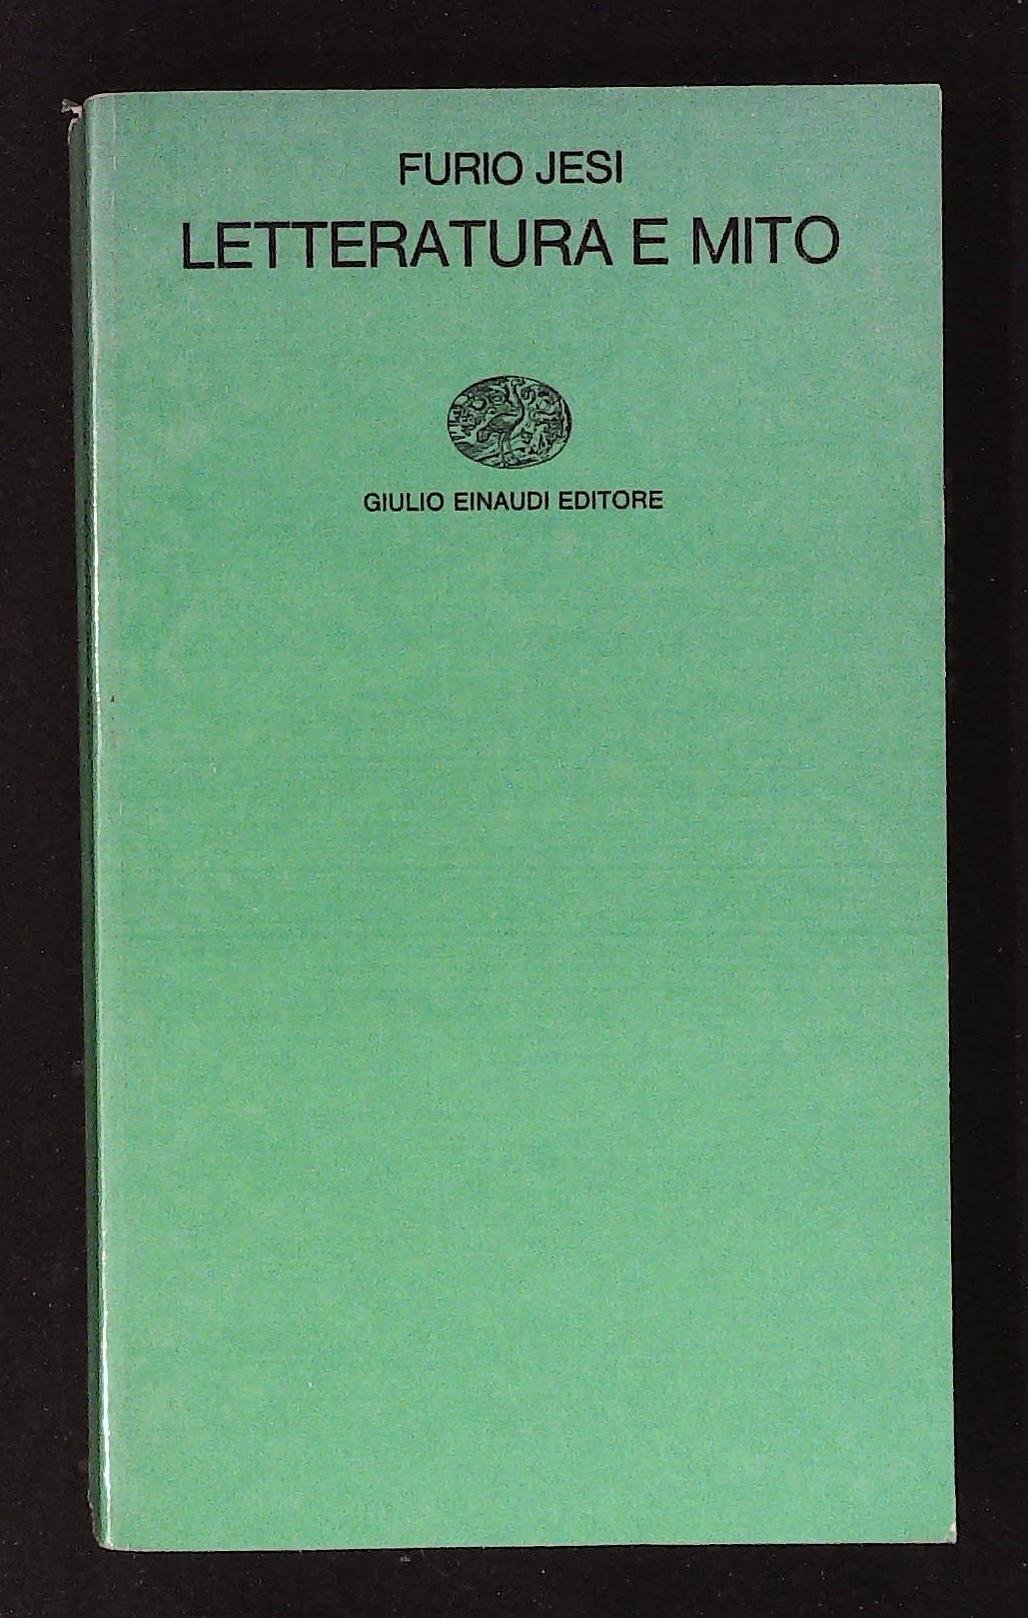 FURIO JESI
LETTERATURA E MITO
GIULIO EINAUDI EDITORE